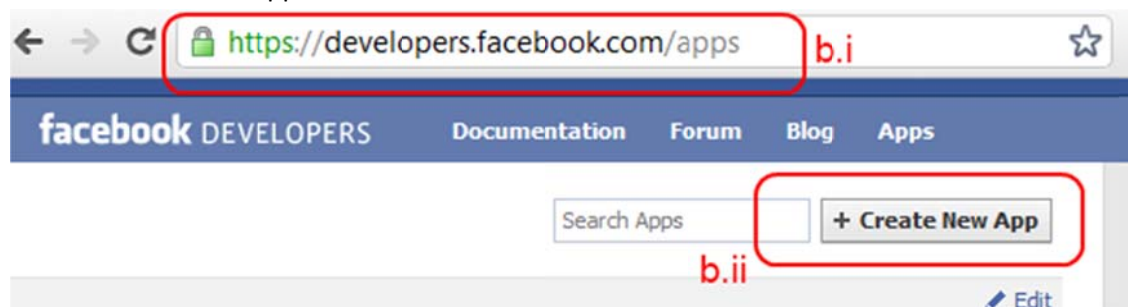 https://developers.facebook.com/apps b.i
facebook DEVELOPERS Documentation Forum Blog Apps
Search Apps + Create New App
b.ii
Edit